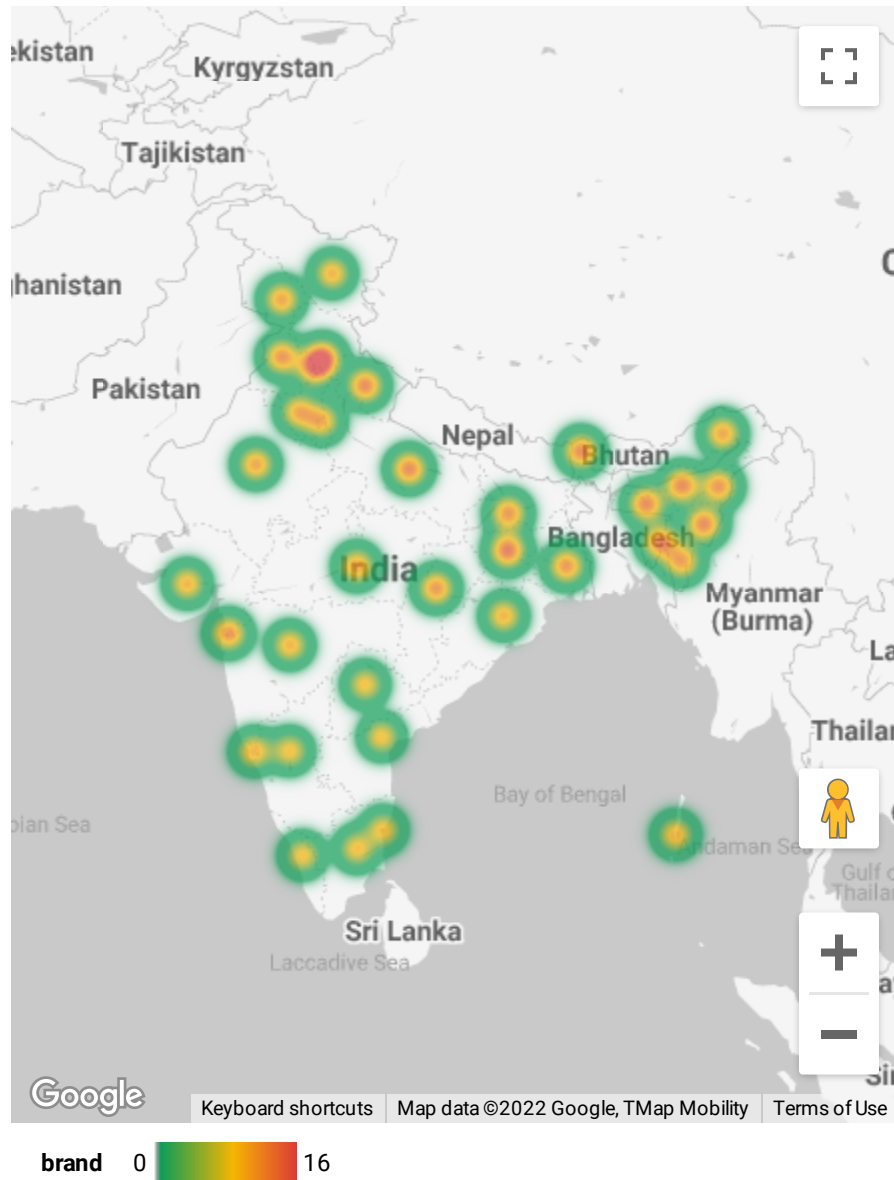 ekistan
Kyrgyzstan
Tajikistan
hanistan
Pakistan
Nepal
Bhutan
Bangladesh
India
Myanmar
(Burma)
La
Thailar
Bay of Bengal
bian Sea
Andaman Sea
Gulf o
Thailar
Sri Lanka
Laccadive Sea
Google
Keyboard shortcuts
Map data ©2022 Google, TMap Mobility
Terms of Use
brand 0 16